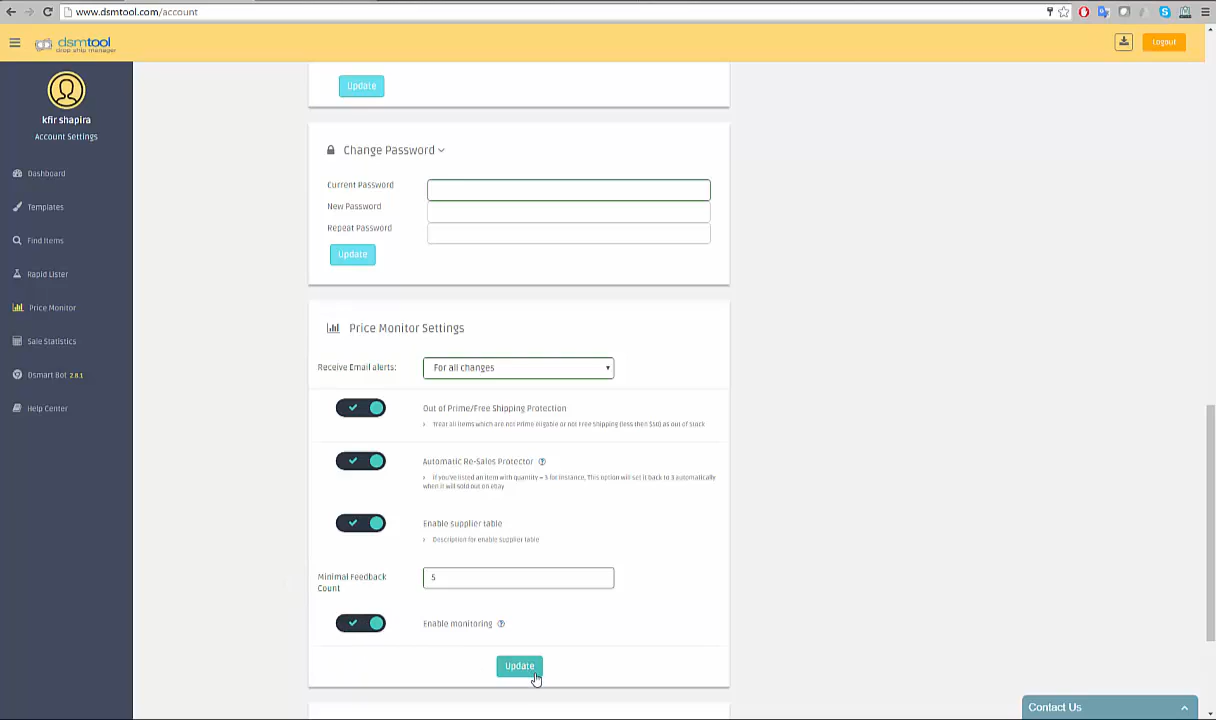 www.dsmtool.com/account
dsmtool
drop ship manager
Logout
kfir shapira
Account Settings
Dashboard
Templates
Find Items
Rapid Lister
Price Monitor
Sale Statistics
Dsmart Bot 2.8.1
Help Center
Update
Change Password
Current Password
New Password
Repeat Password
Update
Price Monitor Settings
Receive Email alerts:
For all changes
Out of Prime/Free Shipping Protection
Treat all items which are not Prime eligible or not Free Shipping (less then $50) as out of stock
Automatic Re-Sales Protector
If you've listed an item with quantity = 3 for instance, This option will set it back to 3 automatically
when it will sold out on ebay
Enable supplier table
Description for enable supplier table
Minimal Feedback
Count
5
Enable monitoring
Update
Contact Us